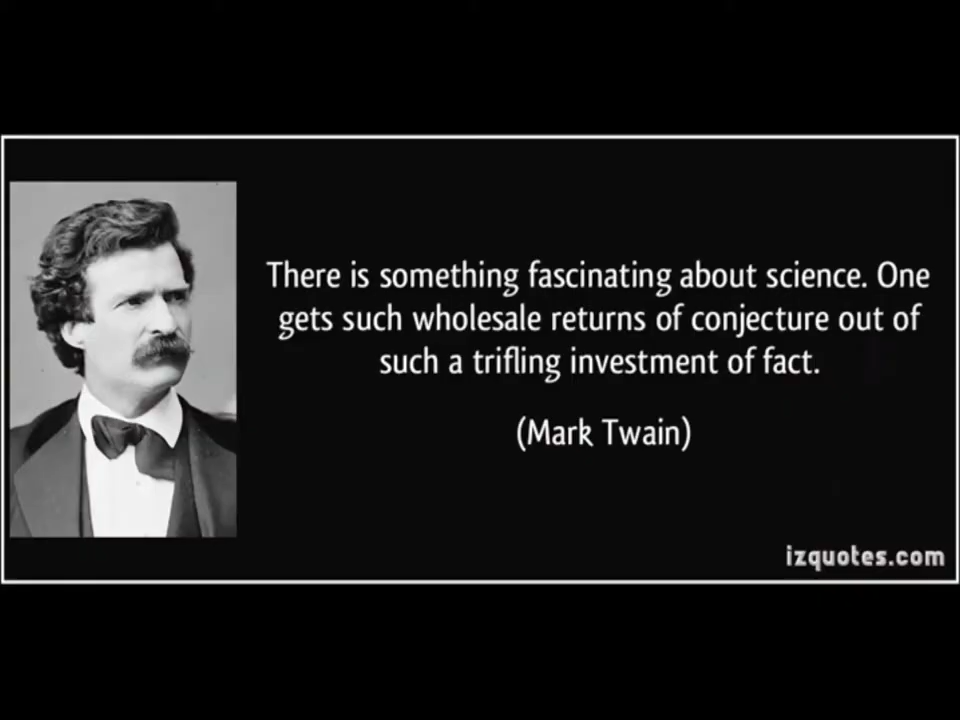 There is something fascinating about science. One
gets such wholesale returns of conjecture out of
such a trifling investment of fact.
(Mark Twain)
izquotes.com